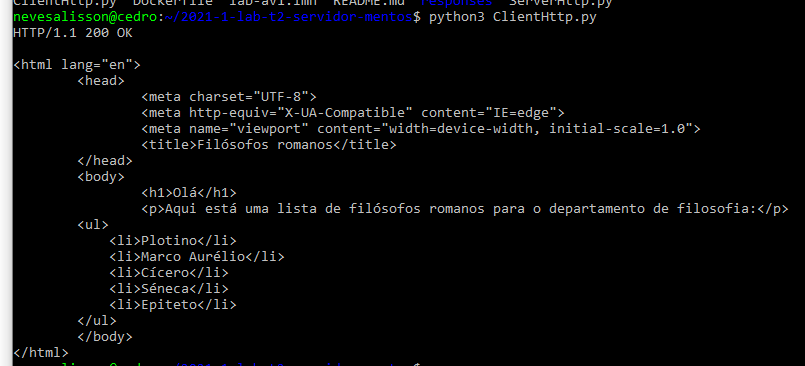 ClientHttp.py Dockerfile lab-av1.imn README.md responses ServerHttp.py
nevesalisson@cedro:~/2021-1-lab-t2-servidor-mentos$ python3 ClientHttp.py
HTTP/1.1 200 OK
<html lang="en">
<head>
<meta charset="UTF-8">
<meta http-equiv="X-UA-Compatible" content="IE=edge">
<meta name="viewport" content="width=device-width, initial-scale=1.0">
<title>Filósofos romanos</title>
</head>
<body>
<h1>Olá</h1>
<p>Aqui está uma lista de filósofos romanos para o departamento de filosofia:</p>
<ul>
<li>Plotino</li>
<li>Marco Aurélio</li>
<li>Cícero</li>
<li>Séneca</li>
<li>Epiteto</li>
</ul>
</body>
</html>